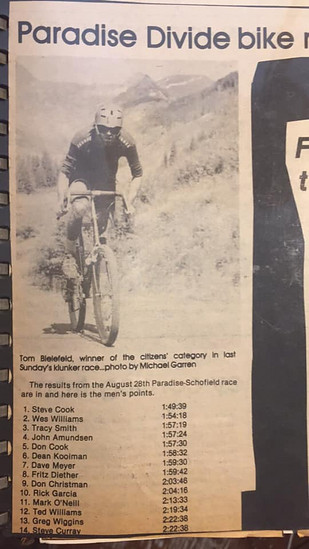 Paradise Divide bike r
F
t
Tom Bielefeld, winner of the citizens' category in last
Sunday's klunker race...photo by Michael Garren
The results from the August 28th Paradise-Schofield race
are in and here is the men's points.
1. Steve Cook 1:49:39
2. Wes Williams 1:54:18
3. Tracy Smith 1:57:19
4. John Amundsen 1:57:24
5. Don Cook 1:57:30
6. Dean Kooiman 1:58:32
7. Dave Meyer 1:59:30
8. Fritz Diether 1:59:42
9. Don Christman 2:03:46
10. Rick Garcia 2:04:16
11. Mark O'Neill 2:13:33
12. Ted Williams 2:19:34
13. Greg Wiggins 2:22:38
14. Steve Curray 2:22:38